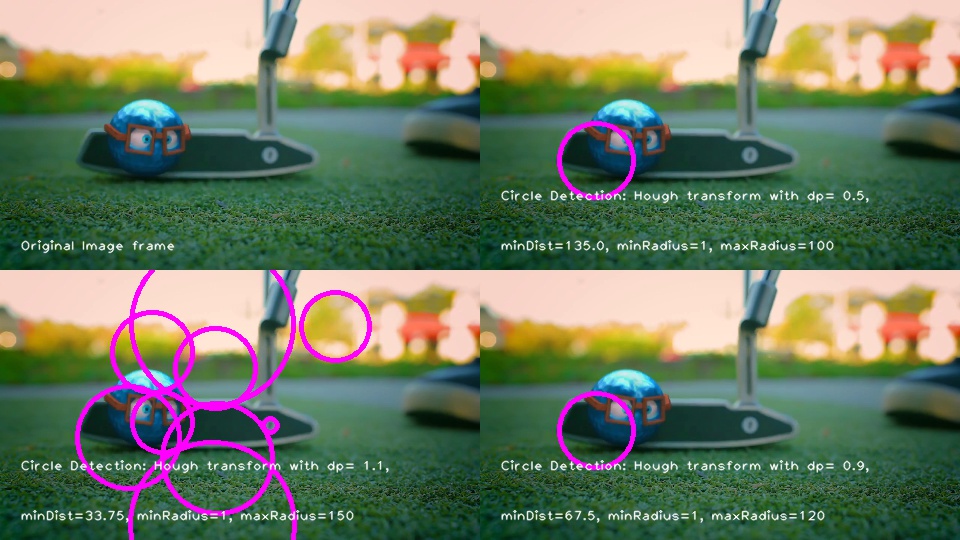 Original Image frame
Circle Detection: Hough transform with dp= 0.5,
minDist=135.0, minRadius=1, maxRadius=100
Circle Detection: Hough transform with dp= 1.1,
minDist=33.75, minRadius=1, maxRadius=150
Circle Detection: Hough transform with dp= 0.9,
minDist=67.5, minRadius=1, maxRadius=120